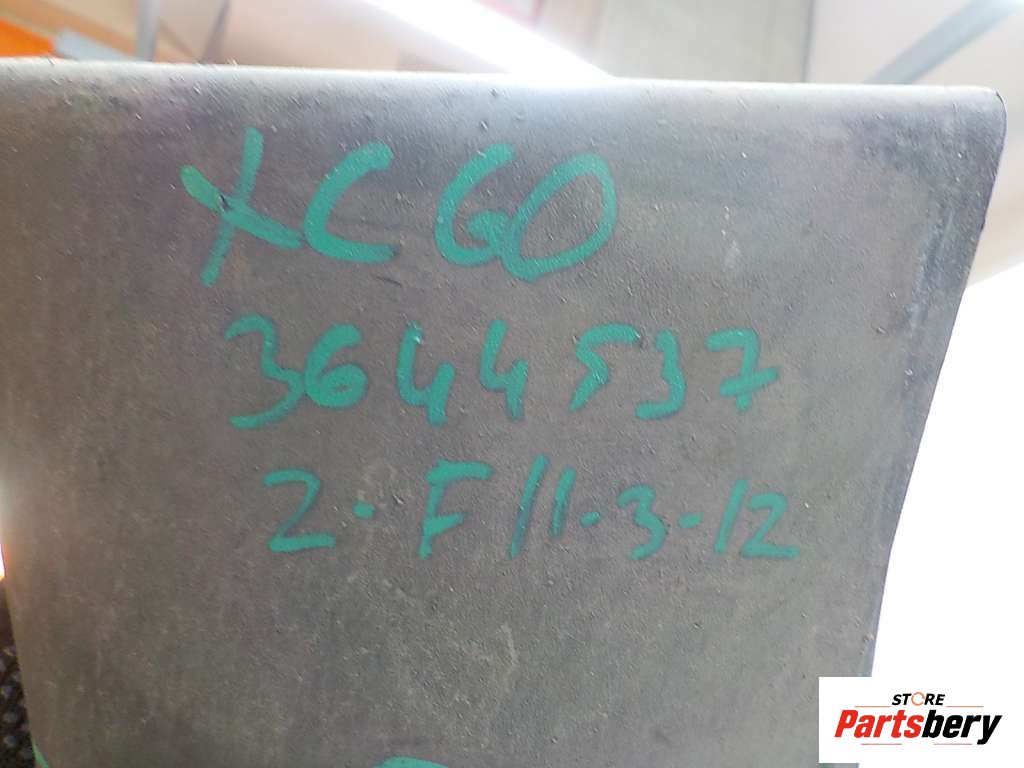 XC60
3644537
2-F11-3-12
STORE
Partsbery